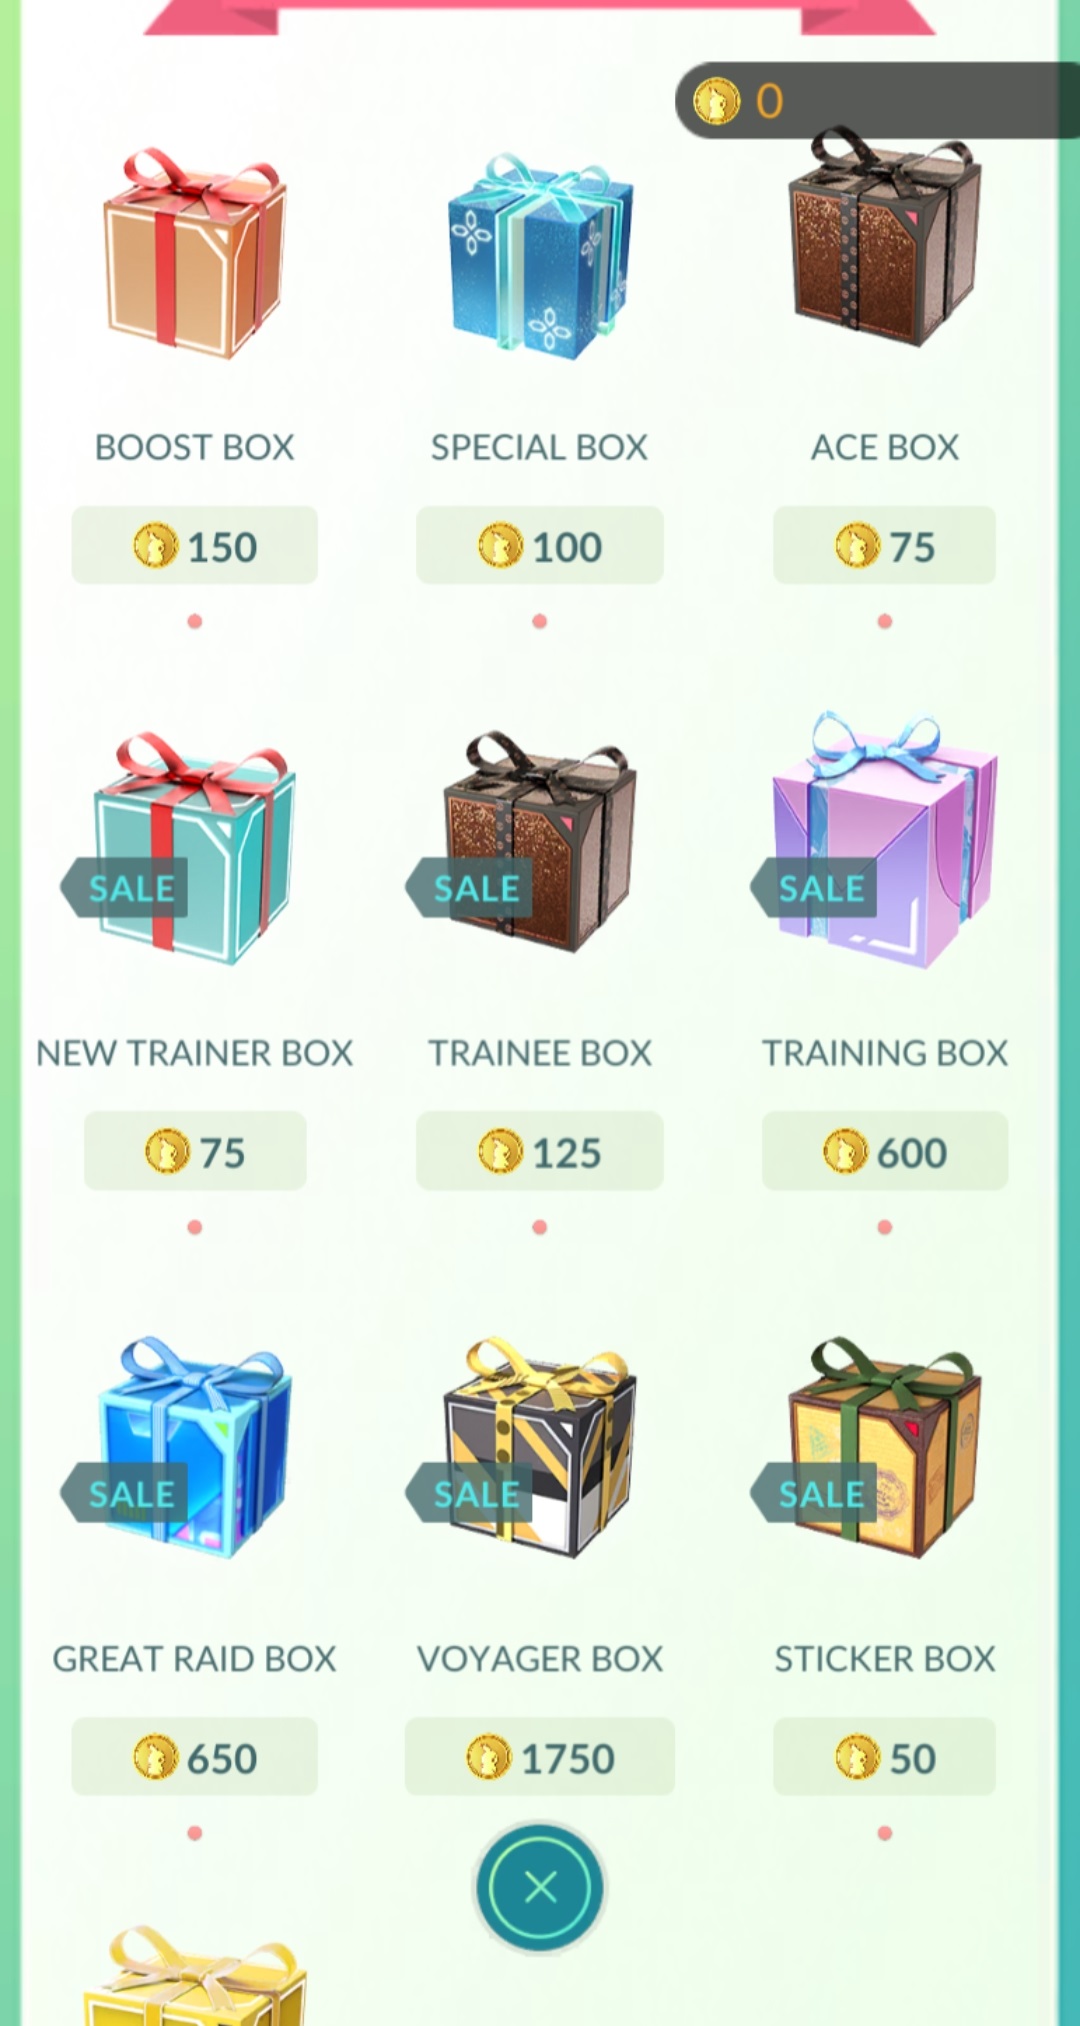 0
BOOST BOX
SPECIAL BOX
ACE BOX
150
100
75
SALE
SALE
SALE
NEW TRAINER BOX
TRAINEE BOX
TRAINING BOX
75
125
600
SALE
SALE
SALE
GREAT RAID BOX
VOYAGER BOX
STICKER BOX
650
1750
50